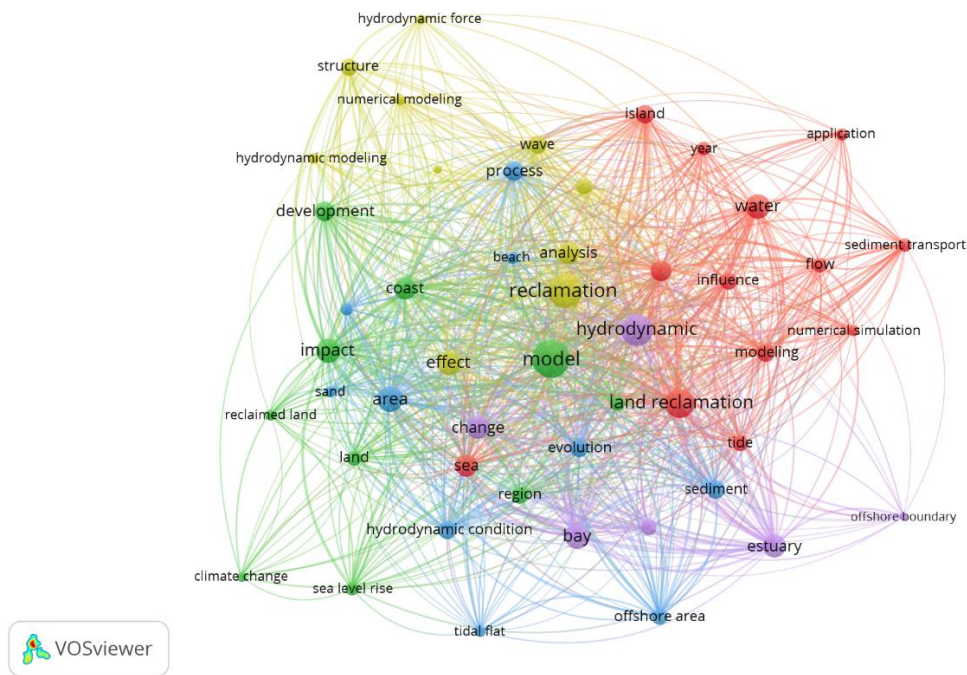 hydrodynamic force
structure
numerical modeling
island
application
wave
year
hydrodynamic modeling
process
development
water
sediment transport
analysis
beach
flow
influence
coast
reclamation
hydrodynamic
numerical simulation
impact
modeling
model
effect
sand
area
land reclamation
reclaimed land
change
tide
evolution
land
sea
sediment
region
offshore boundary
hydrodynamic condition
bay
estuary
climate change
sea level rise
offshore area
tidal flat
VOSviewer